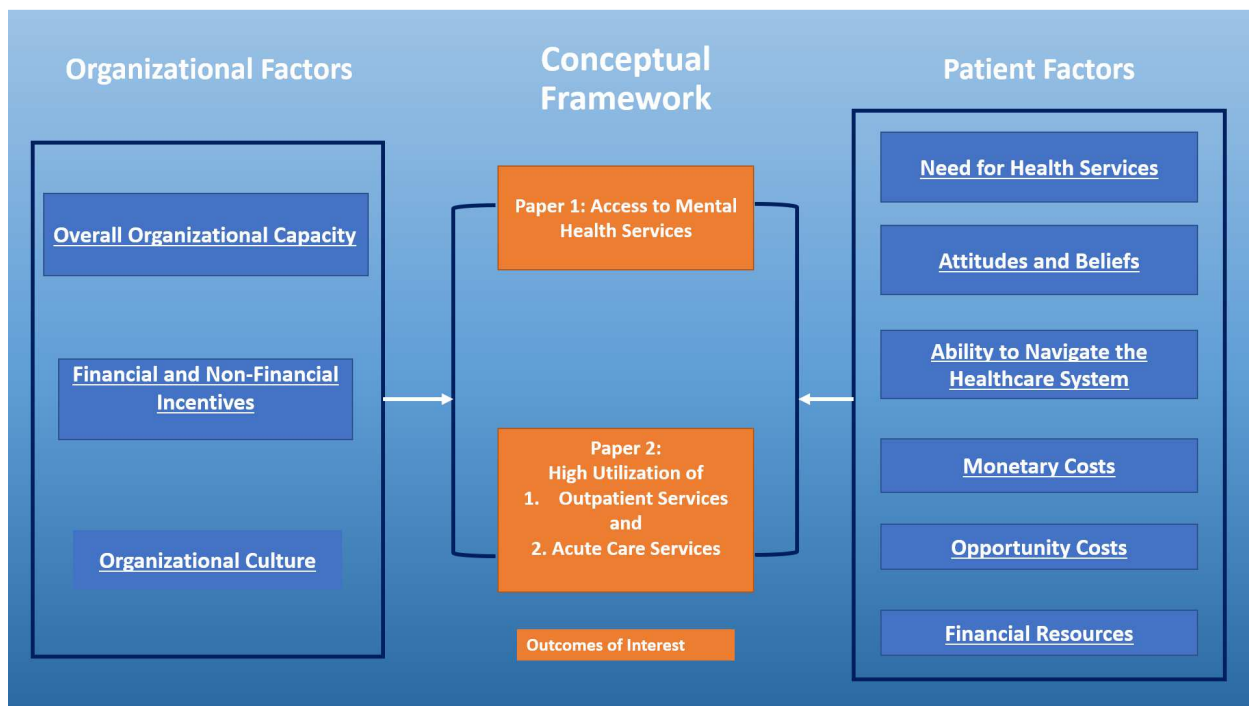 Organizational Factors
Overall Organizational Capacity
Financial and Non-Financial
Incentives
Organizational Culture
Conceptual
Framework
Paper 1: Access to Mental
Health Services
Paper 2:
High Utilization of
1. Outpatient Services
and
2. Acute Care Services
Outcomes of Interest
Patient Factors
Need for Health Services
Attitudes and Beliefs
Ability to Navigate the
Healthcare System
Monetary Costs
Opportunity Costs
Financial Resources